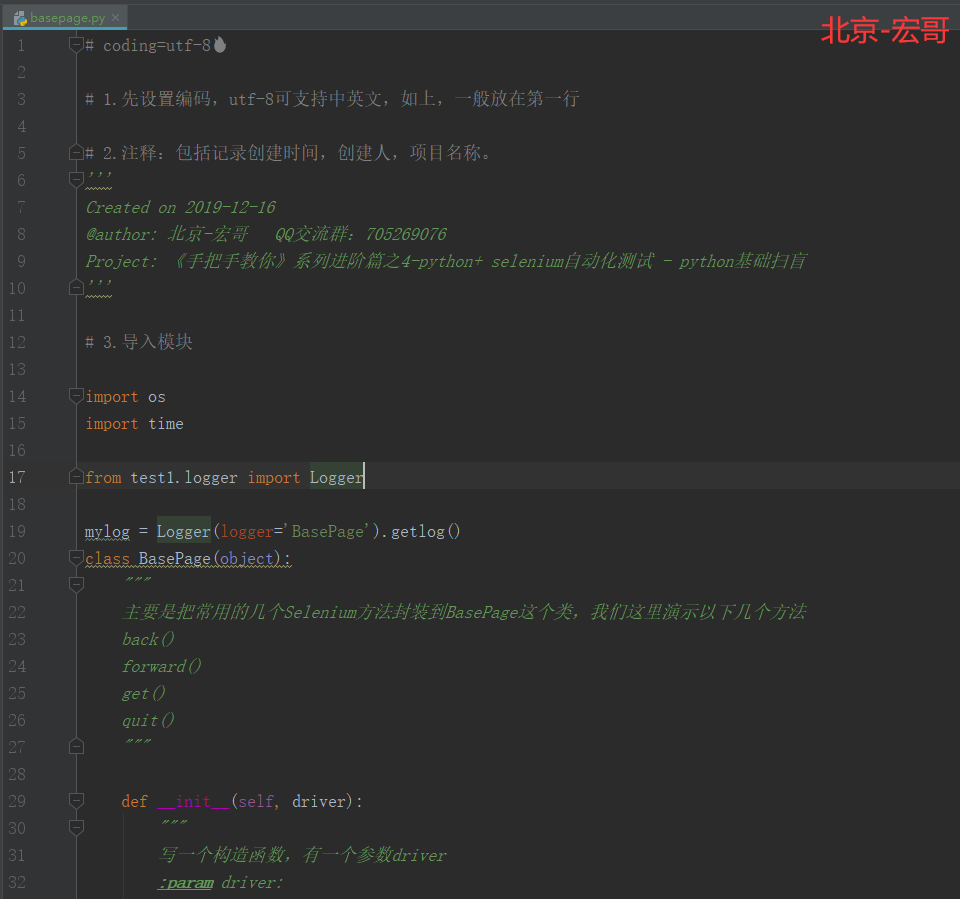 basepage.py
北京-宏哥
1 # coding=utf-8
2
3 # 1.先设置编码，utf-8可支持中英文，如上，一般放在第一行
4
5 # 2.注释：包括记录创建时间，创建人，项目名称。
6 '''
7 Created on 2019-12-16
8 @author: 北京-宏哥   QQ交流群：705269076
9 Project: 《手把手教你》系列进阶篇之4-python+ selenium自动化测试 - python基础扫盲
10 '''
11
12 # 3.导入模块
13
14 import os
15 import time
16
17 from test1.logger import Logger
18
19 mylog = Logger(logger='BasePage').getlog()
20 class BasePage(object):
21     """
22     主要是把常用的几个Selenium方法封装到BasePage这个类，我们这里演示以下几个方法
23     back()
24     forward()
25     get()
26     quit()
27     """
28
29     def __init__(self, driver):
30         """
31         写一个构造函数，有一个参数driver
32         :param driver: